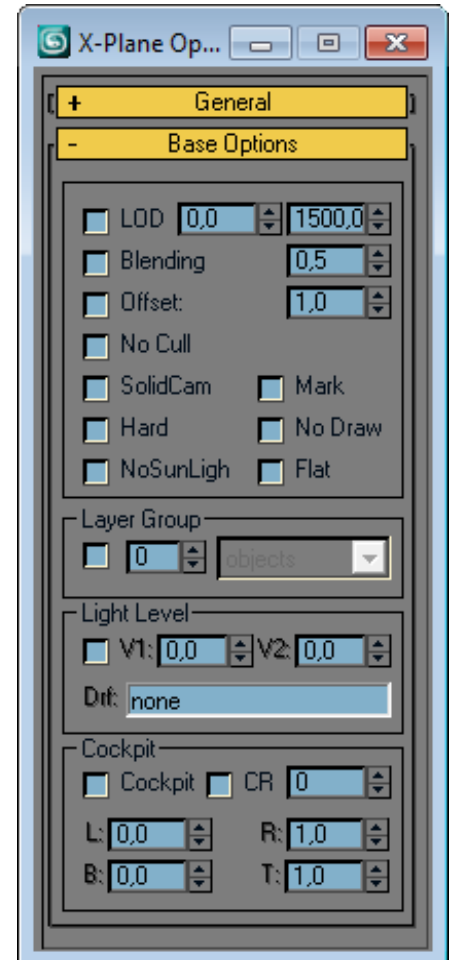 X-Plane Op...
+ General
- Base Options
LOD 0,0 1500,0
Blending 0,5
Offset: 1,0
No Cull
SolidCam Mark
Hard No Draw
NoSunLigh Flat
Layer Group
0 objects
Light Level
V1: 0,0 V2: 0,0
Drf: none
Cockpit
Cockpit CR 0
L: 0,0 R: 1,0
B: 0,0 T: 1,0